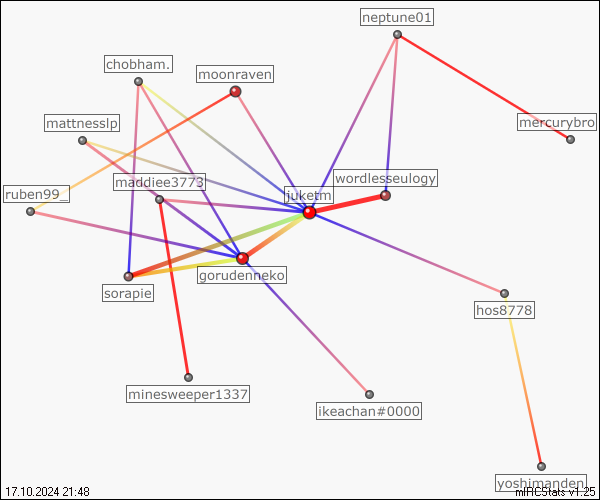 neptune01
chobham.
moonraven
mattnesslp
mercurybro
wordlesseulogy
maddiee3773
ruben99_
juketm
gorudenneko
sorapie
hos8778
minesweeper1337
ikeachan#0000
yoshimanden
17.10.2024 21:48
mIRCStats v1.25